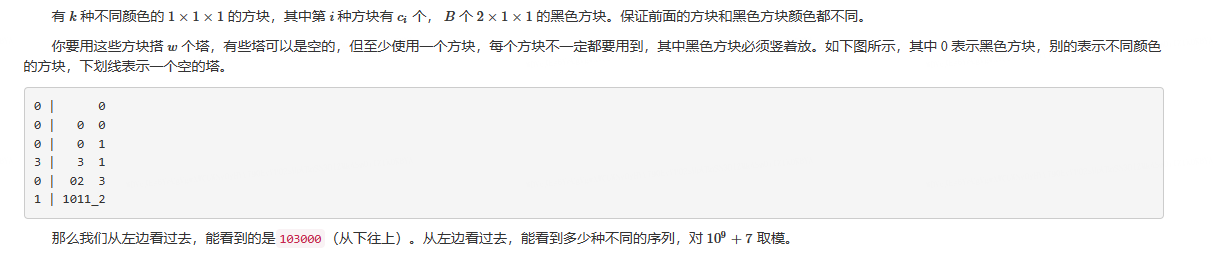 有 k 种不同颜色的 1 × 1 × 1 的方块，其中第 i 种方块有 c_i 个， B 个 2 × 1 × 1 的黑色方块。保证前面的方块和黑色方块颜色都不同。
你要用这些方块搭 w 个塔，有些塔可以是空的，但至少使用一个方块，每个方块不一定都要用到，其中黑色方块必须竖着放。如下图所示，其中 0 表示黑色方块，别的表示不同颜色
的方块，下划线表示一个空的塔。
0 |      0
0 |   0  0
0 |   0  1
3 |   3  1
0 |  02  3
1 | 1011_2
那么我们从左边看过去，能看到的是 103000 （从下往上）。从左边看过去，能看到多少种不同的序列，对 10^9 + 7 取模。